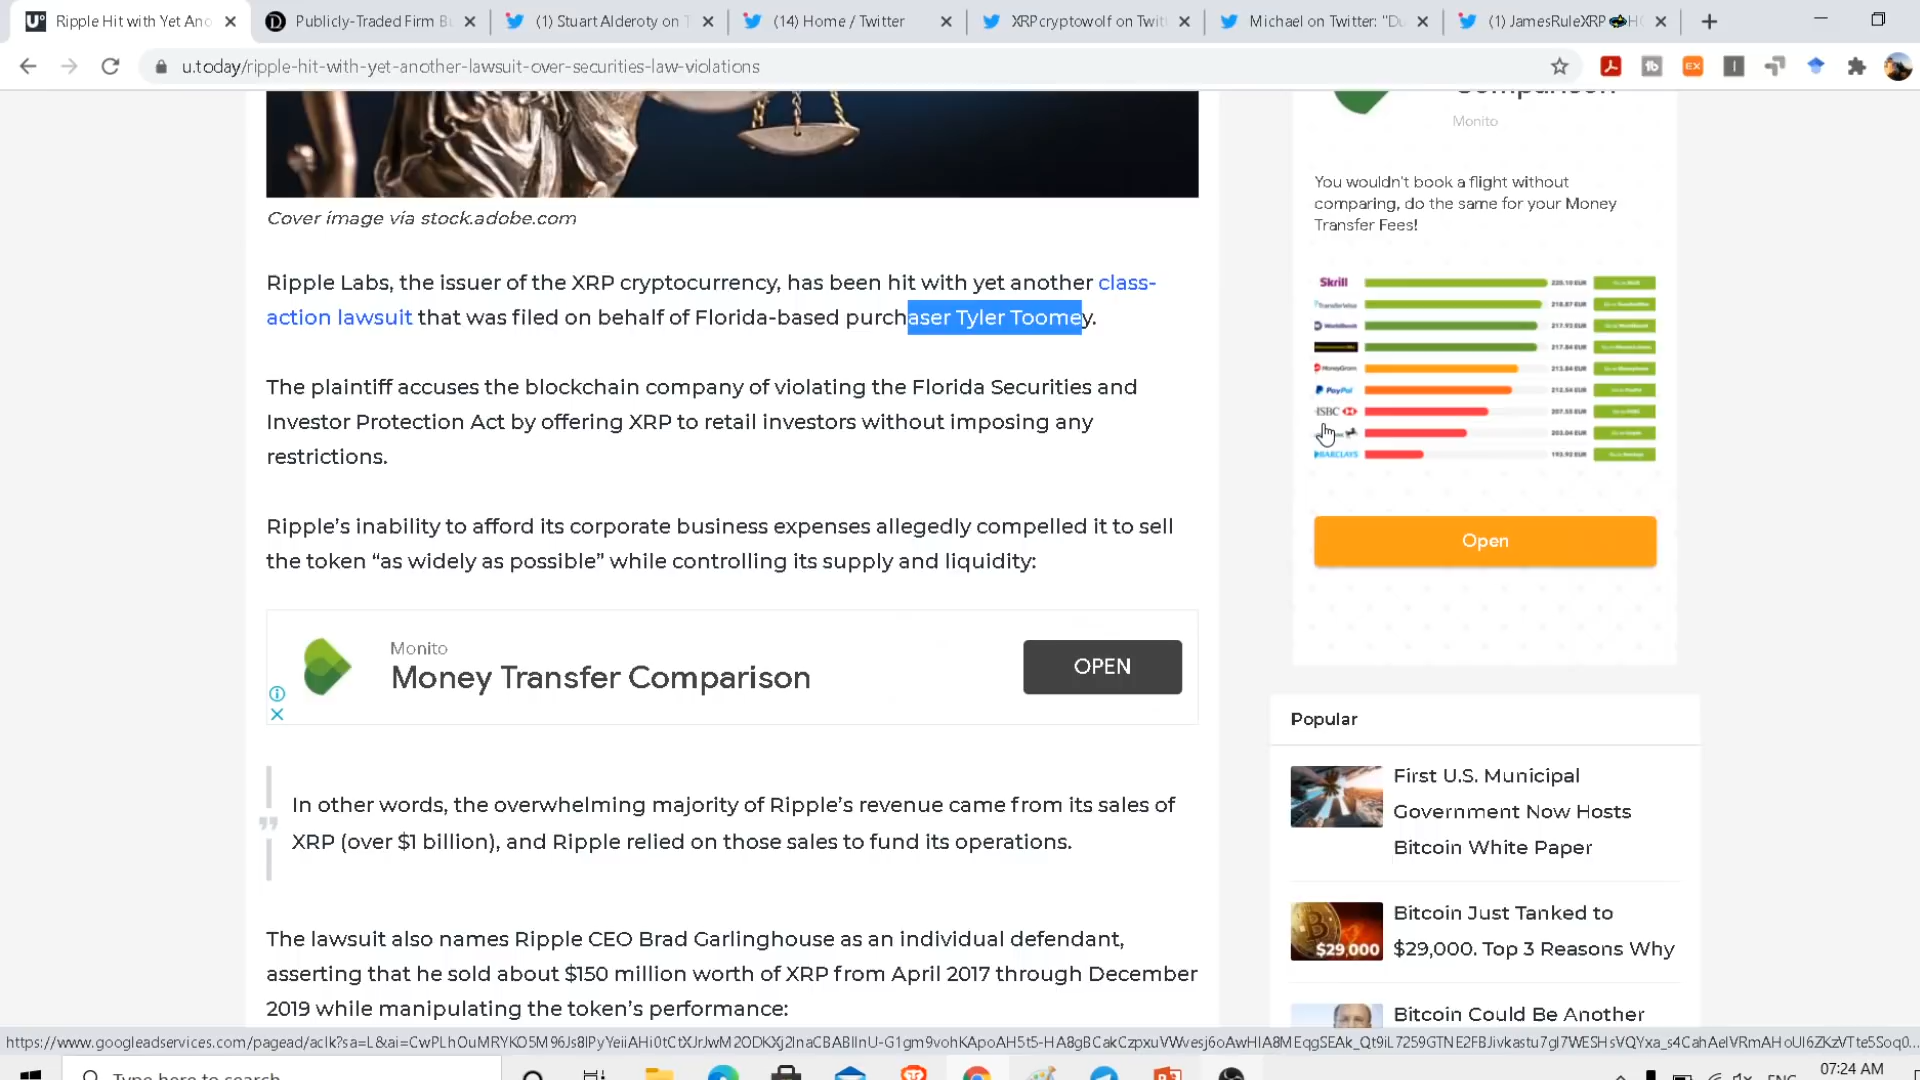 Ripple Hit with Yet Ano
Publicly-Traded Firm B
(1) Stuart Alderoty on T
(14) Home / Twitter
XRPcryptowolf on Twit
Michael on Twitter: "Du
(1) JamesRuleXRP
u.today/ripple-hit-with-yet-another-lawsuit-over-securities-law-violations
Cover image via stock.adobe.com
Ripple Labs, the issuer of the XRP cryptocurrency, has been hit with yet another class-
action lawsuit that was filed on behalf of Florida-based purchaser Tyler Toomey.
The plaintiff accuses the blockchain company of violating the Florida Securities and
Investor Protection Act by offering XRP to retail investors without imposing any
restrictions.
Ripple’s inability to afford its corporate business expenses allegedly compelled it to sell
the token “as widely as possible” while controlling its supply and liquidity:
Monito
Money Transfer Comparison
OPEN
In other words, the overwhelming majority of Ripple’s revenue came from its sales of
XRP (over $1 billion), and Ripple relied on those sales to fund its operations.
The lawsuit also names Ripple CEO Brad Garlinghouse as an individual defendant,
asserting that he sold about $150 million worth of XRP from April 2017 through December
2019 while manipulating the token’s performance:
Comparison
Monito
You wouldn't book a flight without
comparing, do the same for your Money
Transfer Fees!
Skrill
TransferWise
WorldRemit
MoneyGram
PayPal
HSBC
BARCLAYS
Open
Popular
First U.S. Municipal
Government Now Hosts
Bitcoin White Paper
$29,000
Bitcoin Just Tanked to
$29,000. Top 3 Reasons Why
Bitcoin Could Be Another
Type here to search
ENG
07:24 AM